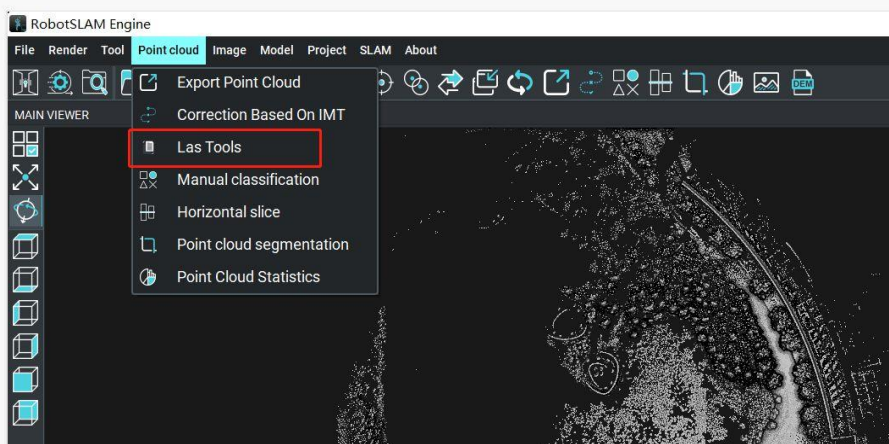 RobotSLAM Engine
File Render Tool Point cloud Image Model Project SLAM About
Export Point Cloud
DEM
MAIN VIEWER
Correction Based On IMT
Las Tools
Manual classification
Horizontal slice
Point cloud segmentation
Point Cloud Statistics